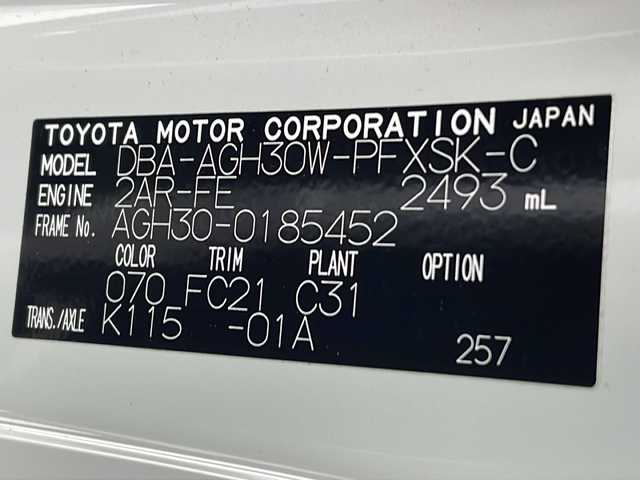 TOYOTA MOTOR CORPORATION JAPAN
MODEL DBA-AGH30W-PFXSK-C
ENGINE 2AR-FE 2493 mL
FRAME No. AGH30-0185452
COLOR TRIM PLANT OPTION
070 FC21 C31
TRANS./AXLE K115 -01A
257